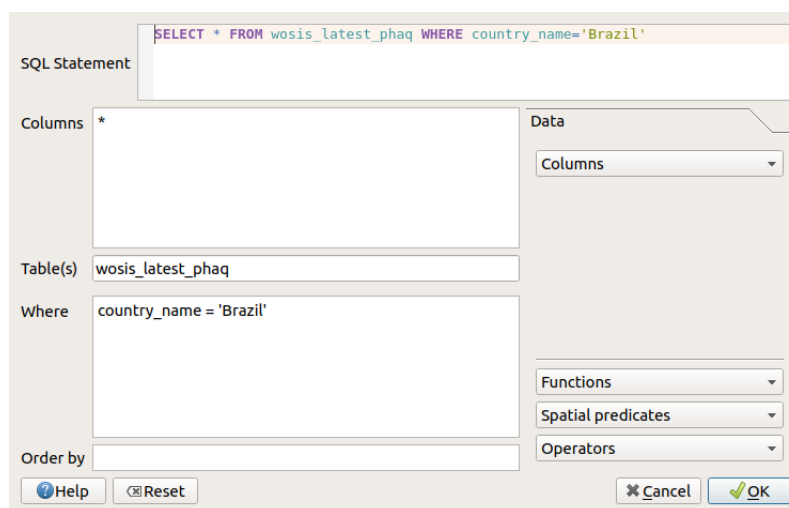 SQL Statement
SELECT * FROM wosis_latest_phaq WHERE country_name='Brazil'
Columns
*
Data
Columns
Table(s)
wosis_latest_phaq
Where
country_name = 'Brazil'
Functions
Spatial predicates
Operators
Order by
Help
Reset
Cancel
OK